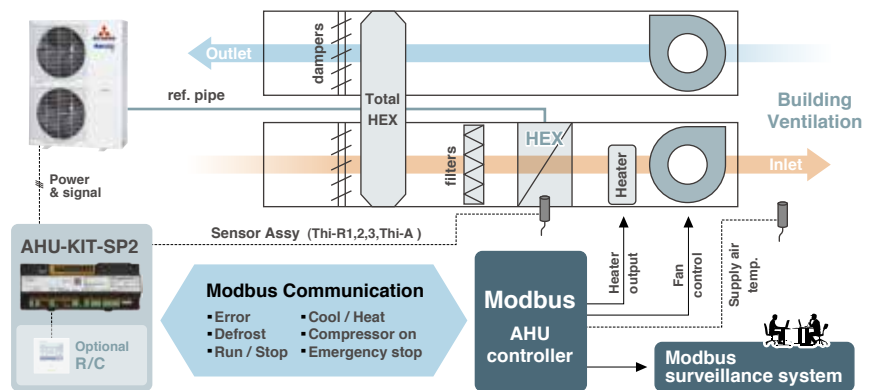 Outlet
dampers
ref. pipe
Total
HEX
Building
Ventilation
filters
HEX
Heater
Inlet
Power
& signal
Sensor Assy (Thi-R1,2,3,Thi-A )
AHU-KIT-SP2
Optional
R/C
Modbus Communication
▪Error
▪Defrost
▪Run / Stop
▪Cool / Heat
▪Compressor on
▪Emergency stop
Modbus
AHU
controller
Heater
output
Fan
control
Supply air
temp.
Modbus
surveillance system